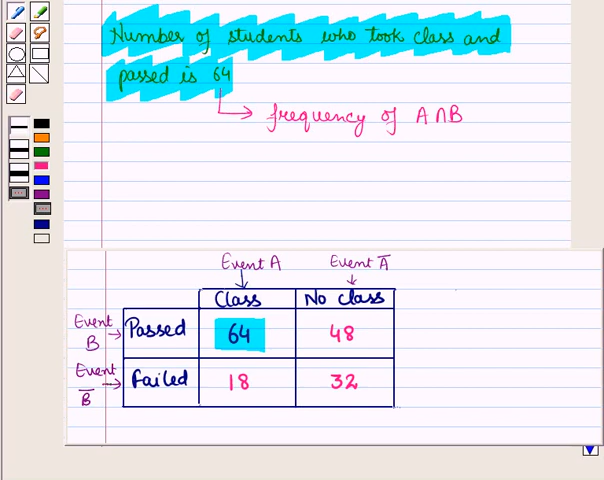 Number of students who took class and
passed is 64
frequency of A∩B
Event A Event A̅
Class No class
Event B Passed 64 48
Event B̅ Failed 18 32